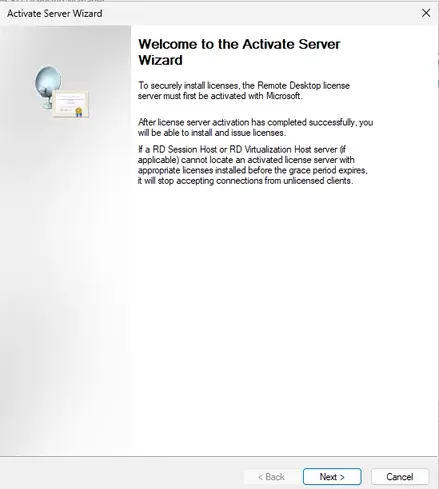 Activate Server Wizard
Welcome to the Activate Server
Wizard
To securely install licenses, the Remote Desktop license
server must first be activated with Microsoft.
After license server activation has completed successfully, you
will be able to install and issue licenses.
If a RD Session Host or RD Virtualization Host server (if
applicable) cannot locate an activated license server with
appropriate licenses installed before the grace period expires,
it will stop accepting connections from unlicensed clients.
< Back
Next >
Cancel